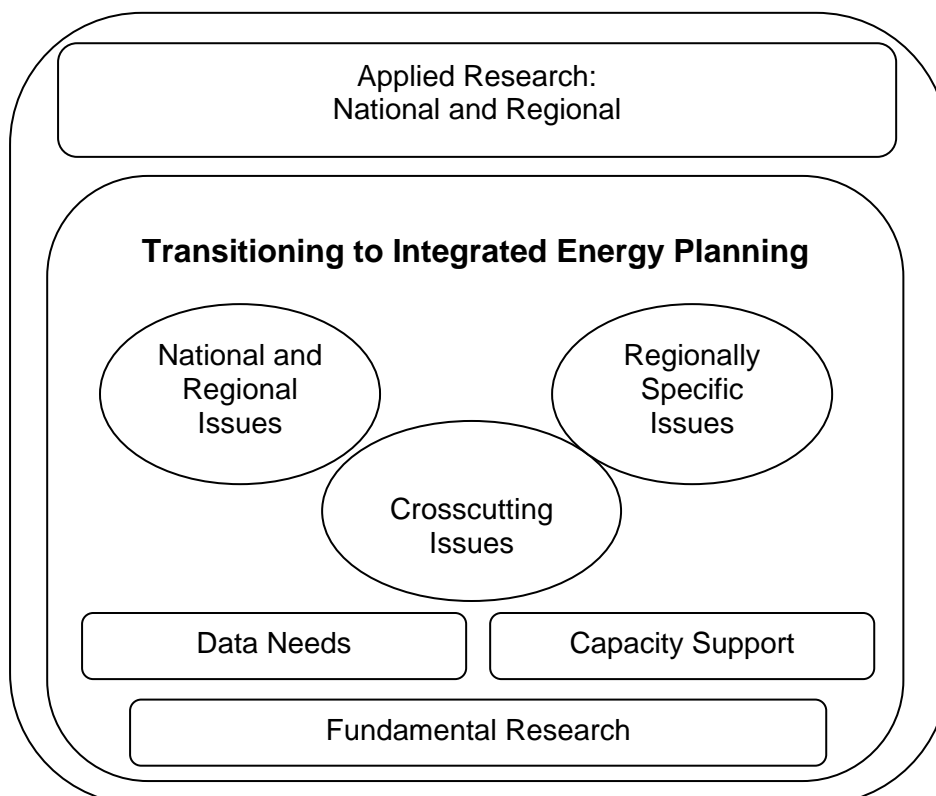 Applied Research:
National and Regional
Transitioning to Integrated Energy Planning
National and
Regional
Issues
Regionally
Specific
Issues
Crosscutting
Issues
Data Needs
Capacity Support
Fundamental Research